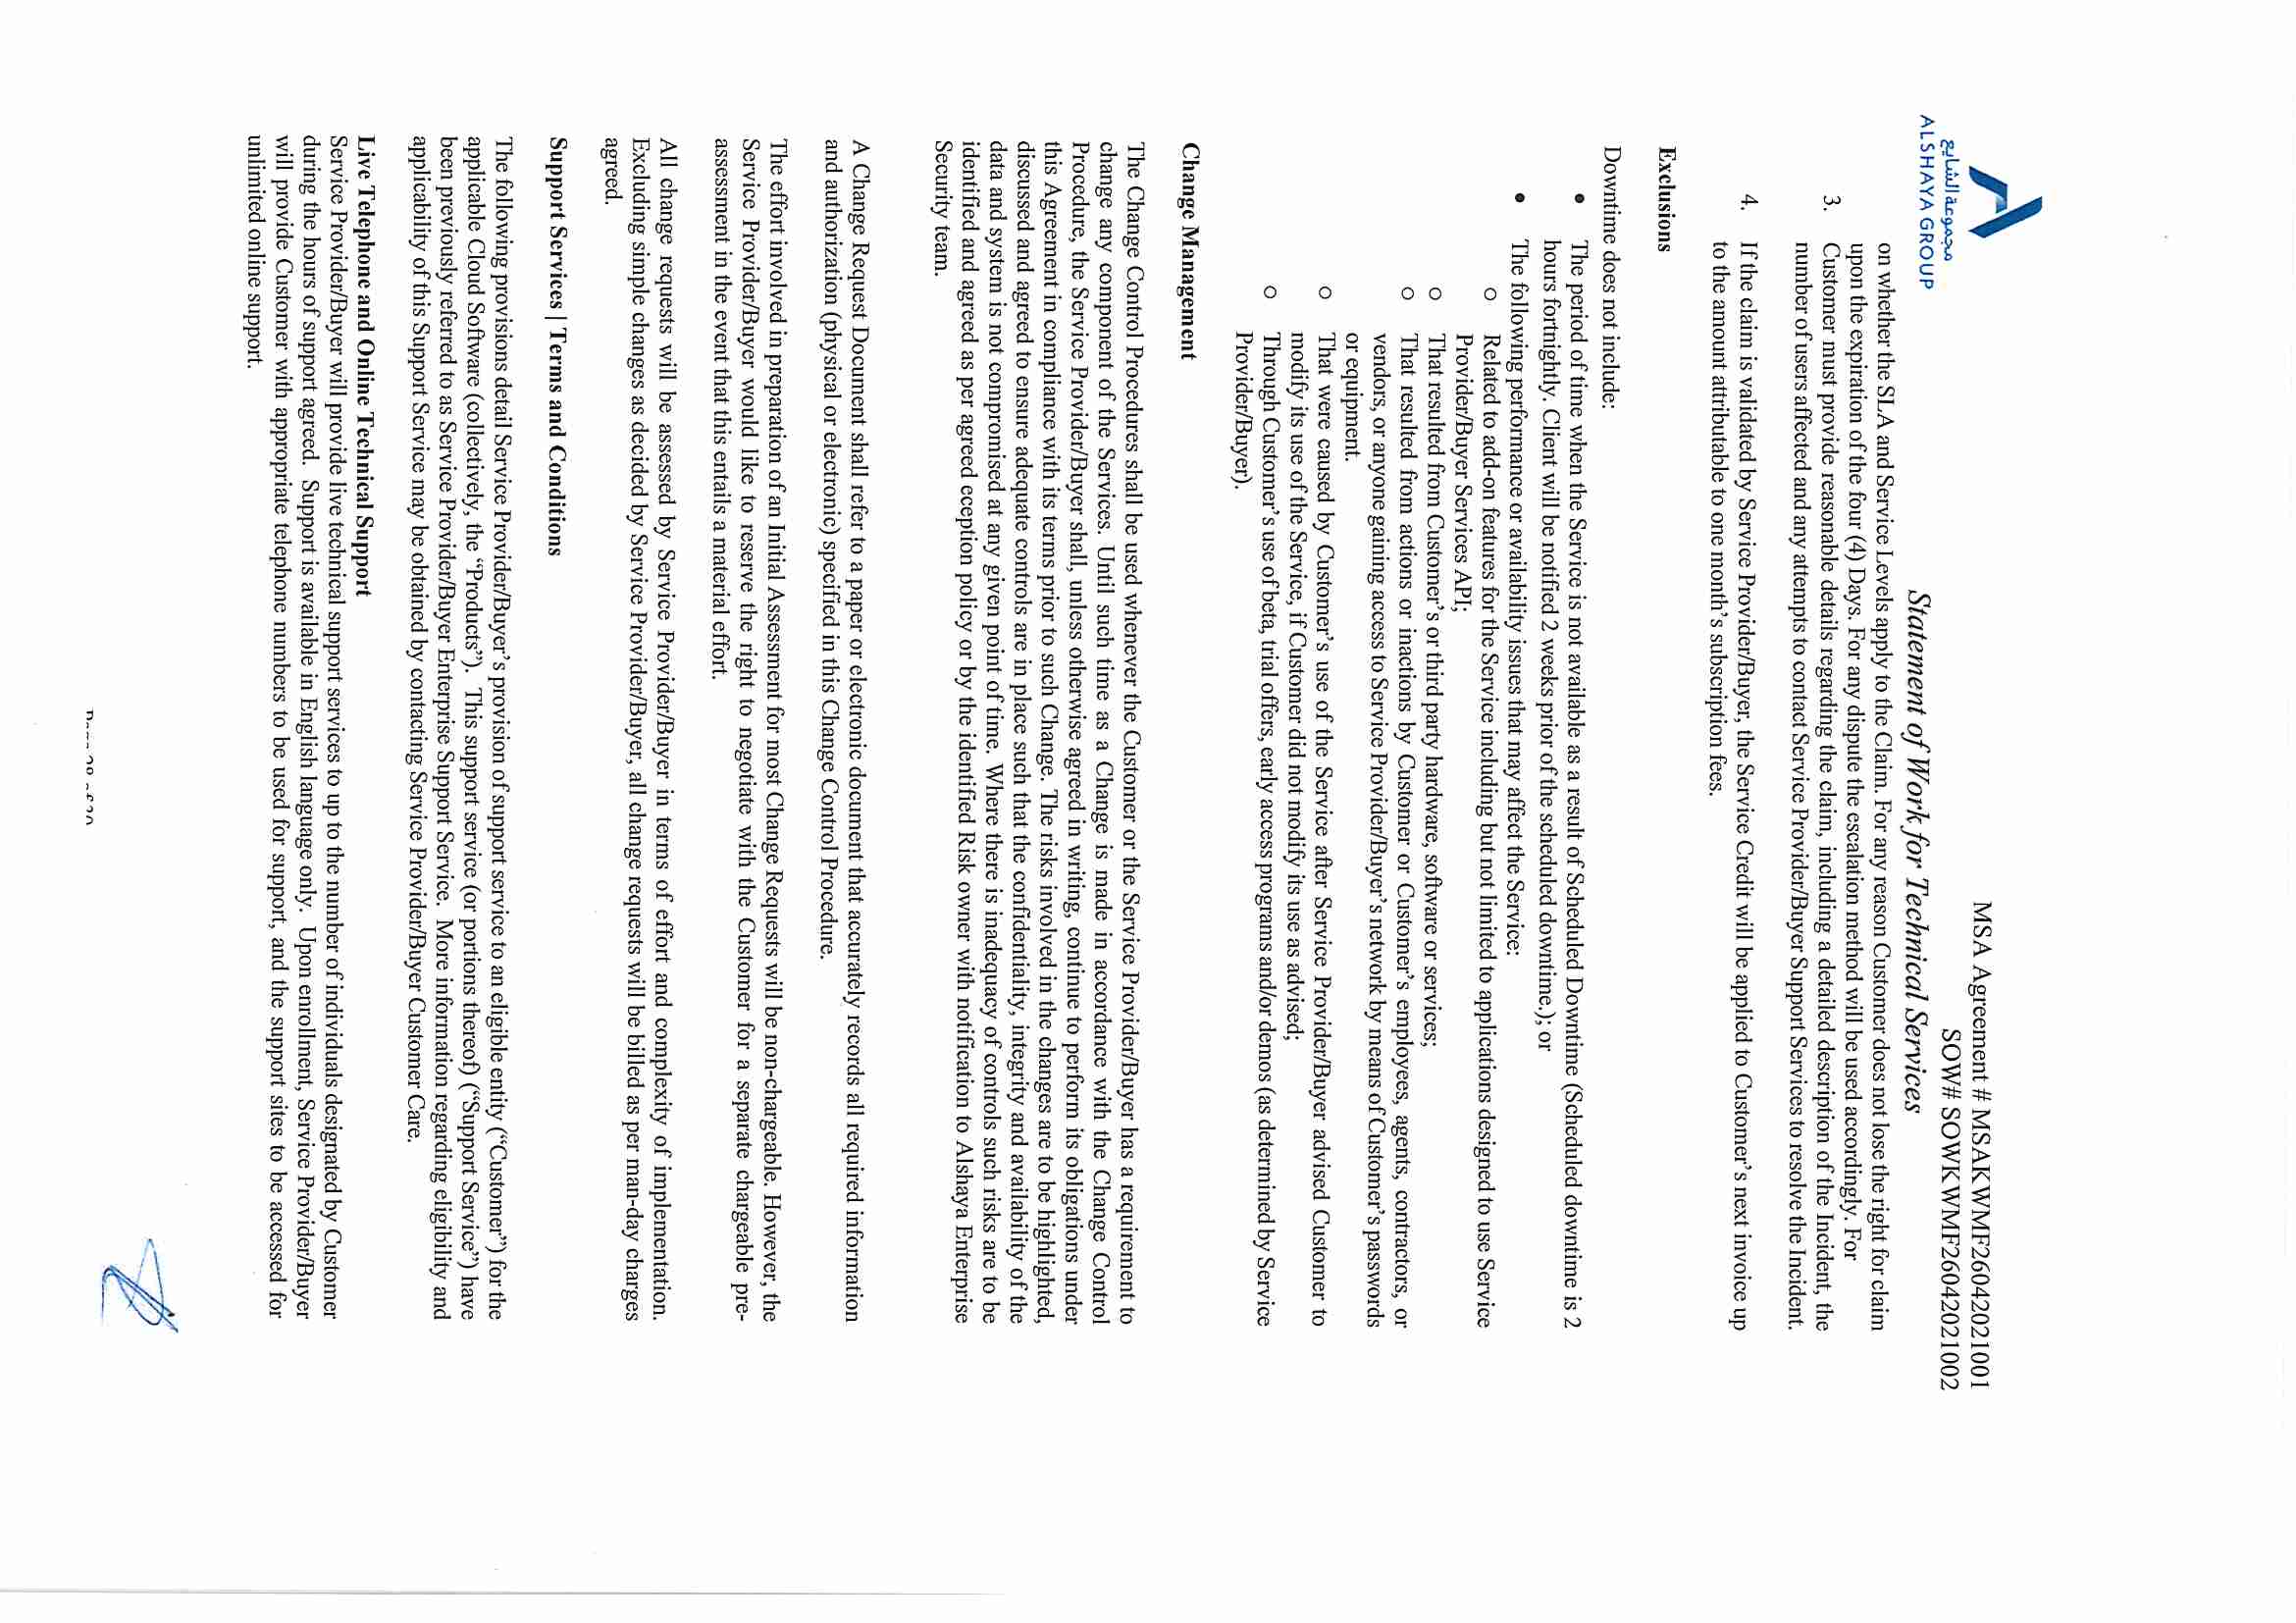 مجموعة الشايع
ALSHAYA GROUP
MSA Agreement # MSAKWMF26042021001
SOW# SOWKWMF26042021002
Statement of Work for Technical Services
on whether the SLA and Service Levels apply to the Claim. For any reason Customer does not lose the right for claim
upon the expiration of the four (4) Days. For any dispute the escalation method will be used accordingly. For
3. Customer must provide reasonable details regarding the claim, including a detailed description of the Incident, the
number of users affected and any attempts to contact Service Provider/Buyer Support Services to resolve the Incident.
4. If the claim is validated by Service Provider/Buyer, the Service Credit will be applied to Customer's next invoice up
to the amount attributable to one month's subscription fees.
Exclusions
Downtime does not include:
• The period of time when the Service is not available as a result of Scheduled Downtime (Scheduled downtime is 2
hours fortnightly. Client will be notified 2 weeks prior of the scheduled downtime.); or
• The following performance or availability issues that may affect the Service:
o Related to add-on features for the Service including but not limited to applications designed to use Service
Provider/Buyer Services API;
o That resulted from Customer's or third party hardware, software or services;
o That resulted from actions or inactions by Customer or Customer's employees, agents, contractors, or
vendors, or anyone gaining access to Service Provider/Buyer's network by means of Customer's passwords
or equipment.
o That were caused by Customer's use of the Service after Service Provider/Buyer advised Customer to
modify its use of the Service, if Customer did not modify its use as advised;
o Through Customer's use of beta, trial offers, early access programs and/or demos (as determined by Service
Provider/Buyer).
Change Management
The Change Control Procedures shall be used whenever the Customer or the Service Provider/Buyer has a requirement to
change any component of the Services. Until such time as a Change is made in accordance with the Change Control
Procedure, the Service Provider/Buyer shall, unless otherwise agreed in writing, continue to perform its obligations under
this Agreement in compliance with its terms prior to such Change. The risks involved in the changes are to be highlighted,
discussed and agreed to ensure adequate controls are in place such that the confidentiality, integrity and availability of the
data and system is not compromised at any given point of time. Where there is inadequacy of controls such risks are to be
identified and agreed as per agreed eception policy or by the identified Risk owner with notification to Alshaya Enterprise
Security team.
A Change Request Document shall refer to a paper or electronic document that accurately records all required information
and authorization (physical or electronic) specified in this Change Control Procedure.
The effort involved in preparation of an Initial Assessment for most Change Requests will be non-chargeable. However, the
Service Provider/Buyer would like to reserve the right to negotiate with the Customer for a separate chargeable pre-
assessment in the event that this entails a material effort.
All change requests will be assessed by Service Provider/Buyer in terms of effort and complexity of implementation.
Excluding simple changes as decided by Service Provider/Buyer, all change requests will be billed as per man-day charges
agreed.
Support Services | Terms and Conditions
The following provisions detail Service Provider/Buyer's provision of support service to an eligible entity ("Customer") for the
applicable Cloud Software (collectively, the "Products"). This support service (or portions thereof) ("Support Service") have
been previously referred to as Service Provider/Buyer Enterprise Support Service. More information regarding eligibility and
applicability of this Support Service may be obtained by contacting Service Provider/Buyer Customer Care.
Live Telephone and Online Technical Support
Service Provider/Buyer will provide live technical support services to up to the number of individuals designated by Customer
during the hours of support agreed. Support is available in English language only. Upon enrollment, Service Provider/Buyer
will provide Customer with appropriate telephone numbers to be used for support, and the support sites to be accessed for
unlimited online support.